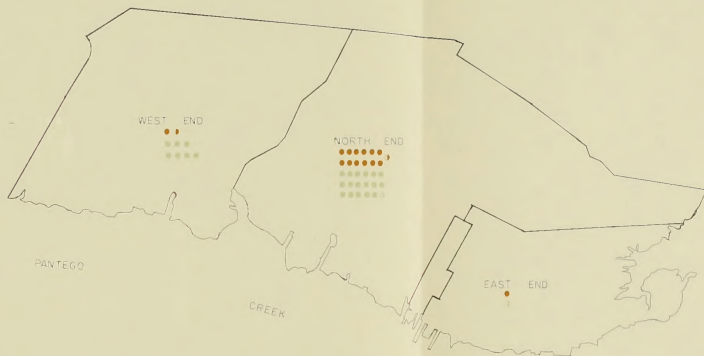 WEST END
NORTH END
PANTEGO
CREEK
EAST END